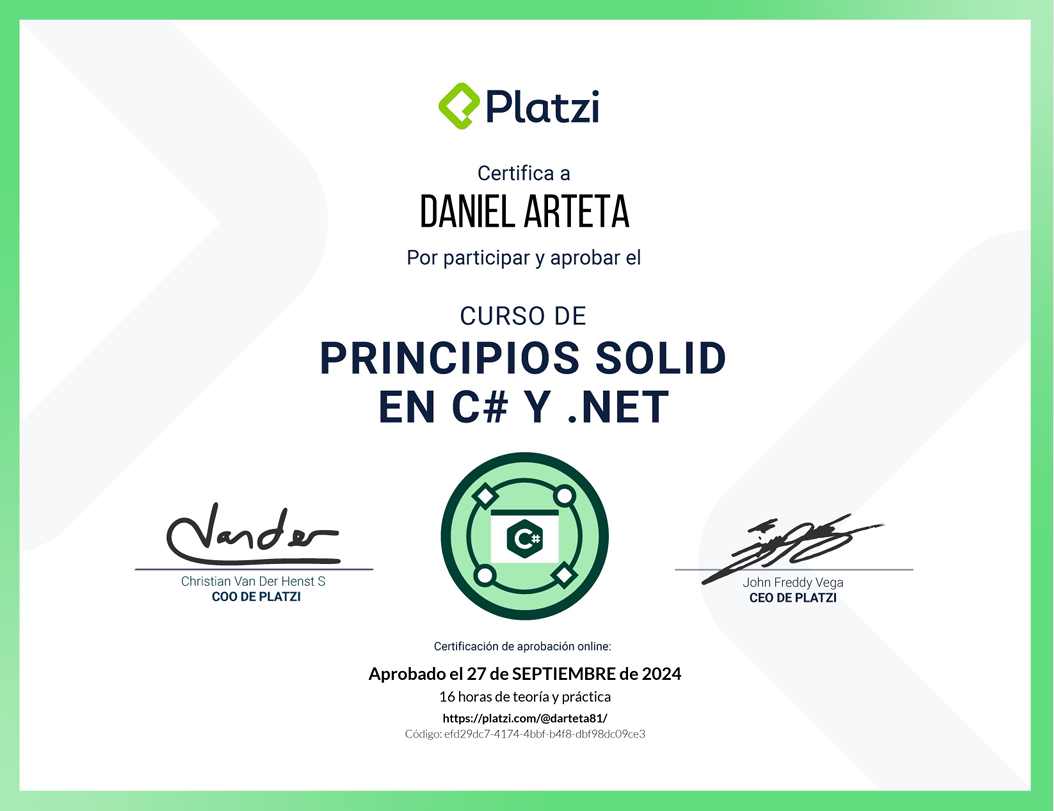 Platzi
Certifica a
DANIEL ARTETA
Por participar y aprobar el
CURSO DE
PRINCIPIOS SOLID
EN C# Y .NET
C#
Vander
Christian Van Der Henst S
COO DE PLATZI
John Freddy Vega
CEO DE PLATZI
Certificación de aprobación online:
Aprobado el 27 de SEPTIEMBRE de 2024
16 horas de teoría y práctica
https://platzi.com/@darteta81/
Código: efd29dc7-4174-4bbf-b4f8-dbf98dc09ce3